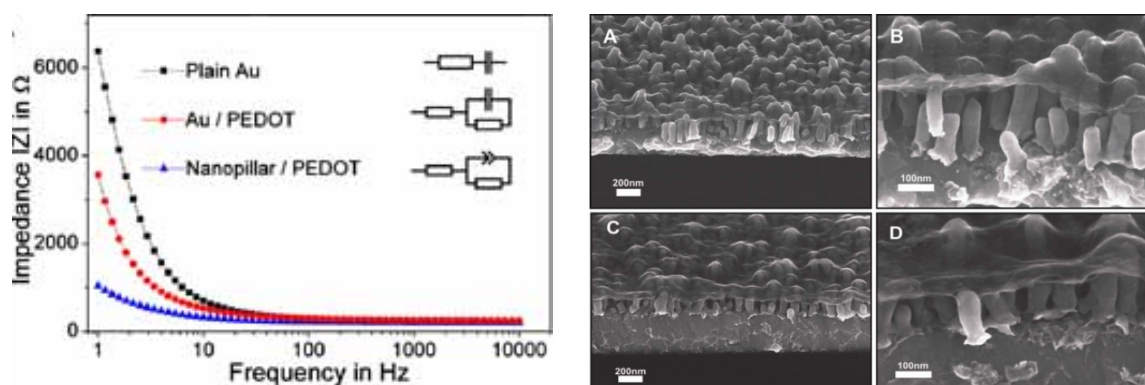 Impedance |Z| in Ω
6000
4000
2000
0
Plain Au
Au / PEDOT
Nanopillar / PEDOT
1
10
100
1000
10000
Frequency in Hz
A
200nm
B
100nm
C
200nm
D
100nm